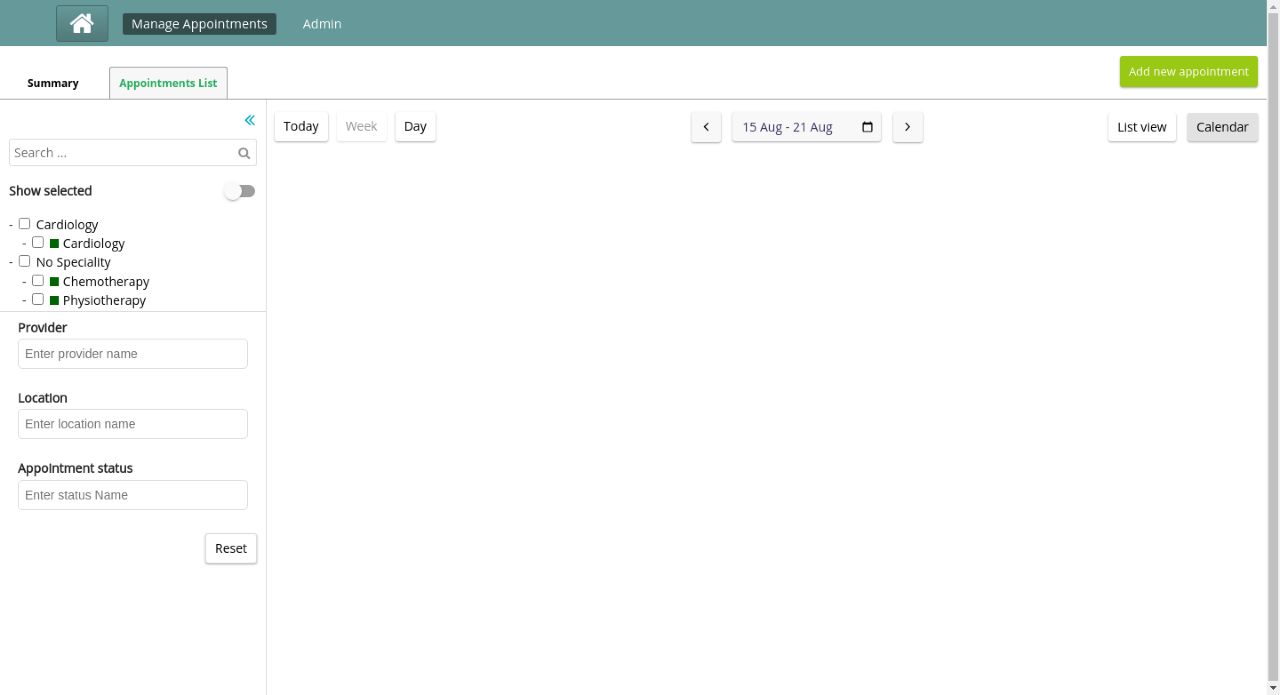 Manage Appointments Admin
Summary Appointments List Add new appointment
Today Week Day 15 Aug - 21 Aug List view Calendar
Search ...
Show selected
- Cardiology
- Cardiology
- No Speciality
- Chemotherapy
- Physiotherapy
Provider
Enter provider name
Location
Enter location name
Appointment status
Enter status Name
Reset